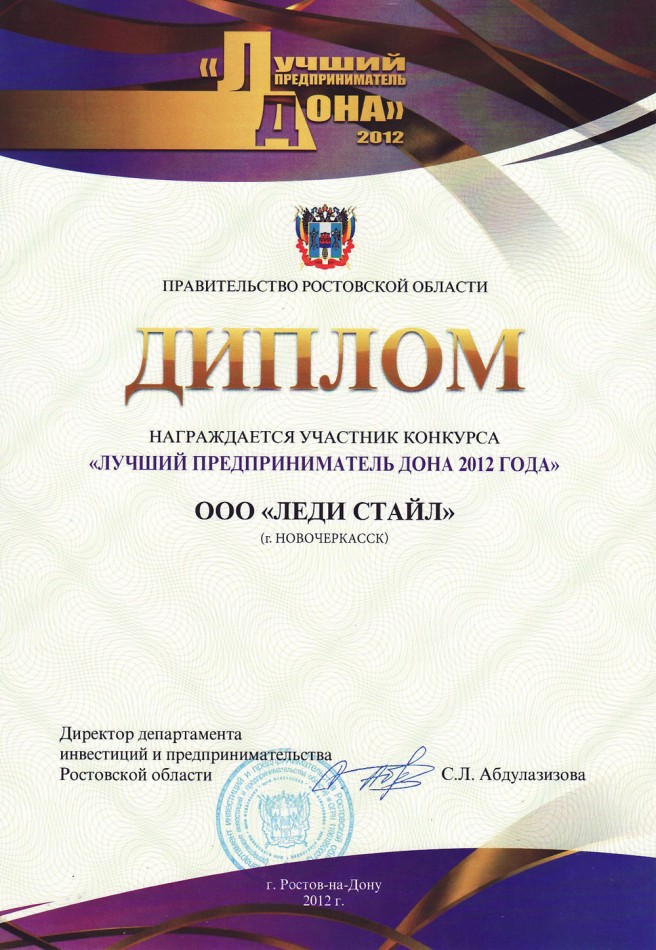 «ЛУЧШИЙ
ПРЕДПРИНИМАТЕЛЬ
ДОНА»
2012
ПРАВИТЕЛЬСТВО РОСТОВСКОЙ ОБЛАСТИ
ДИПЛОМ
НАГРАЖДАЕТСЯ УЧАСТНИК КОНКУРСА
«ЛУЧШИЙ ПРЕДПРИНИМАТЕЛЬ ДОНА 2012 ГОДА»
ООО «ЛЕДИ СТАЙЛ»
(г. НОВОЧЕРКАССК)
Директор департамента
инвестиций и предпринимательства
Ростовской области
С.Л. Абдулазизова
г. Ростов-на-Дону
2012 г.